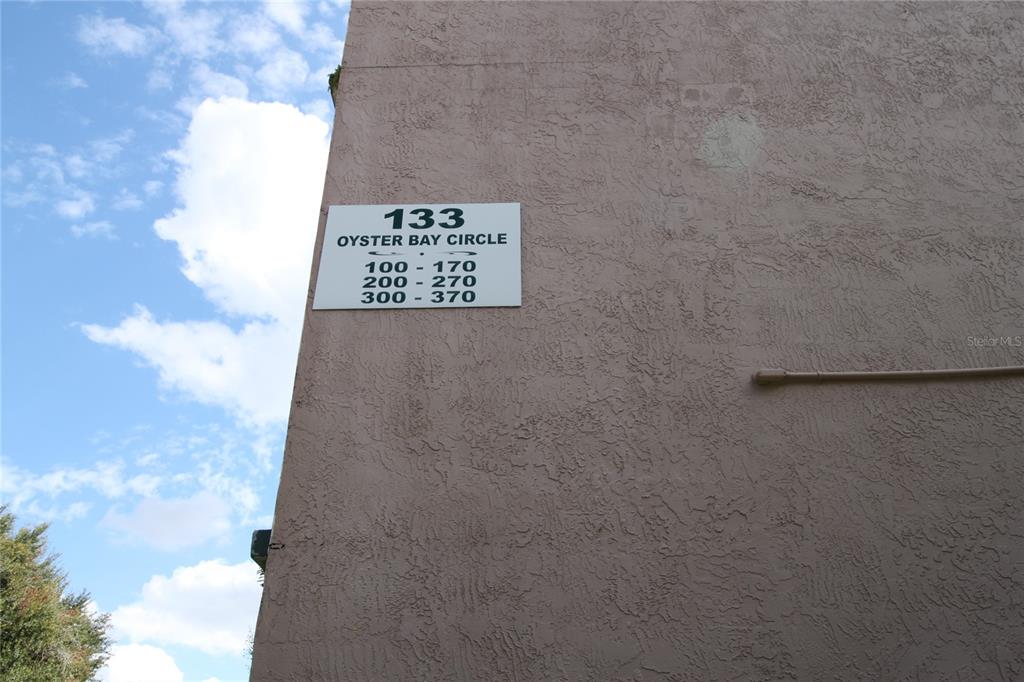 133
OYSTER BAY CIRCLE
100 - 170
200 - 270
300 - 370
Stellar MLS